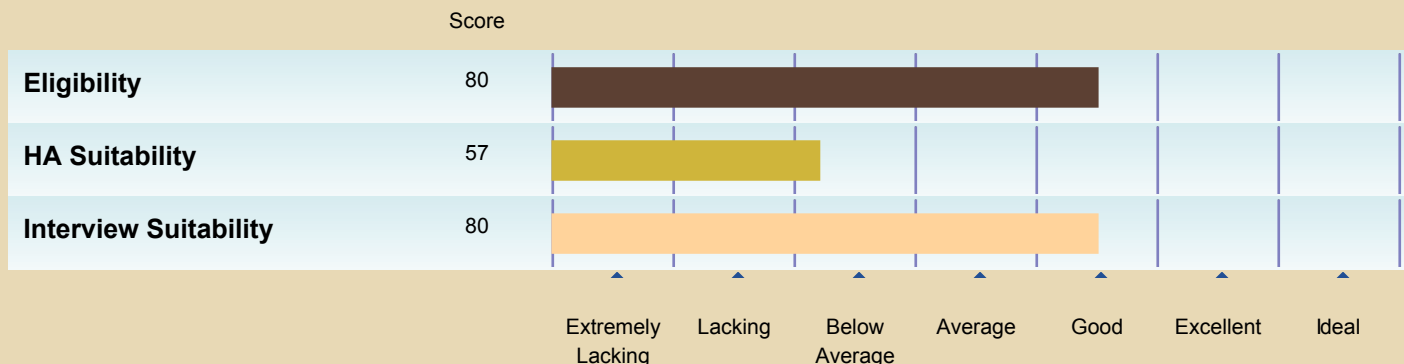 Score
Eligibility 80
HA Suitability 57
Interview Suitability 80
Extremely Lacking Below Average Good Excellent Ideal
Lacking Average